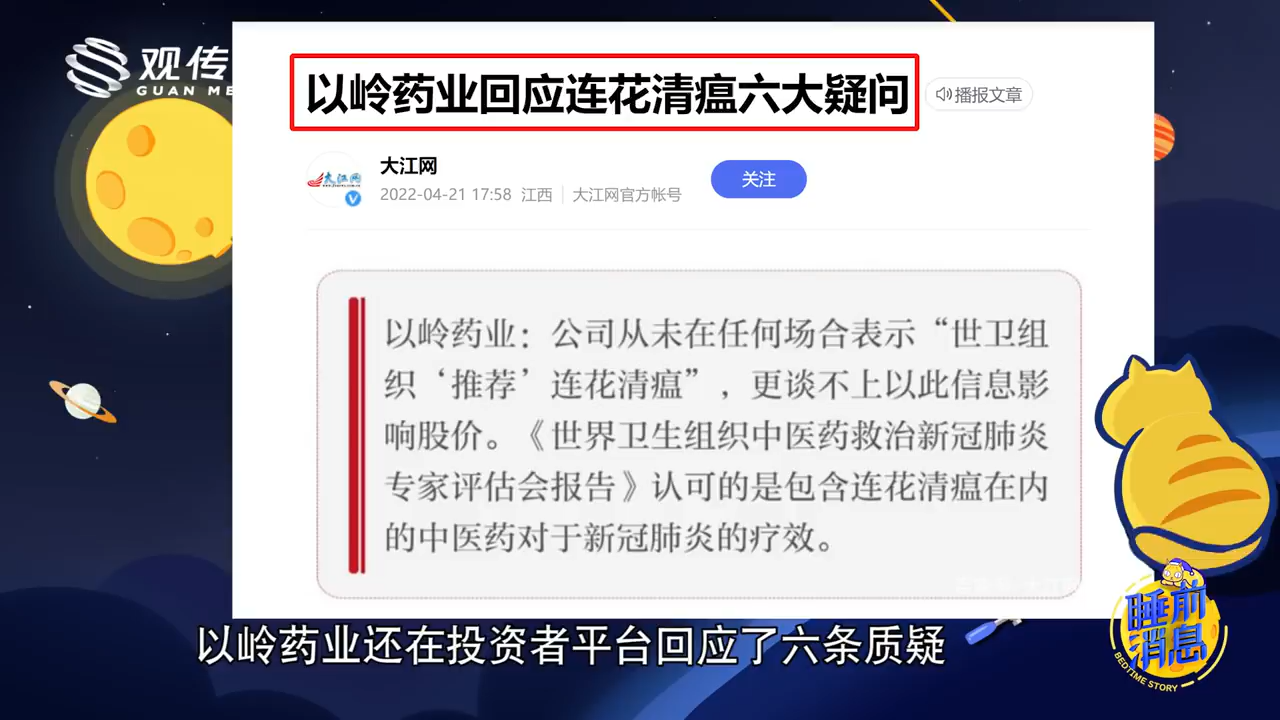 观传
GUAN ME
以岭药业回应连花清瘟六大疑问
播报文章
大江网
2022-04-21 17:58 江西 | 大江网官方帐号
关注
以岭药业：公司从未在任何场合表示“世卫组
织‘推荐’连花清瘟”，更谈不上以此信息影
响股价。《世界卫生组织中医药救治新冠肺炎
专家评估会报告》认可的是包含连花清瘟在内
的中医药对于新冠肺炎的疗效。
以岭药业还在投资者平台回应了六条质疑
睡前
消息
BEDTIME STORY